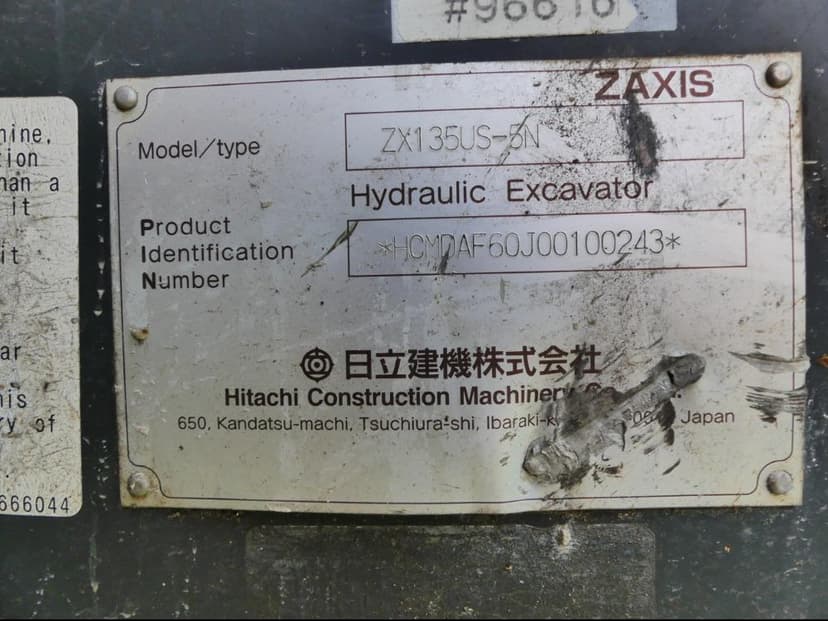 #96616
ZAXIS
Model/type
ZX135US-5N
Hydraulic Excavator
Product
Identification
Number
*HCMDAF60J00100243*
日立建機株式会社
Hitachi Construction Machinery Co
650, Kandatsu-machi, Tsuchiura-shi, Ibaraki-k Japan
han a
it
it
ar
his
ry of
666044